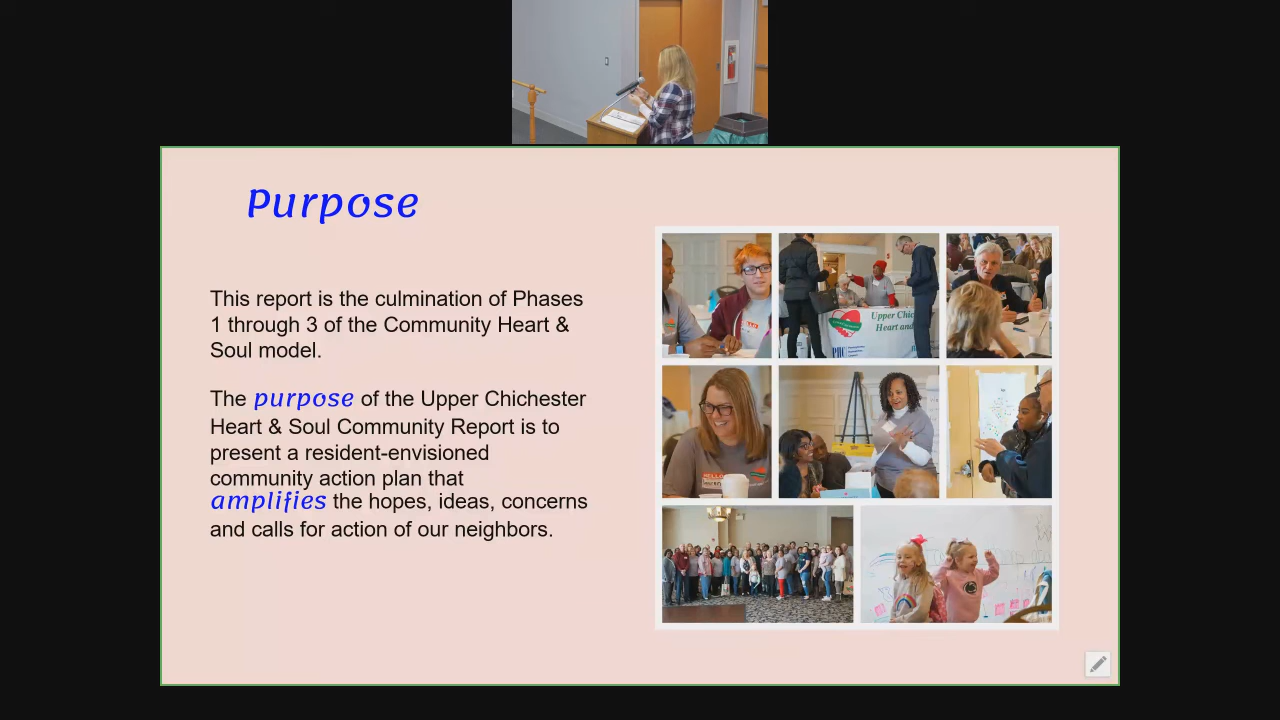 Purpose
This report is the culmination of Phases
1 through 3 of the Community Heart &
Soul model.
The purpose of the Upper Chichester
Heart & Soul Community Report is to
present a resident-envisioned
community action plan that
amplifies the hopes, ideas, concerns
and calls for action of our neighbors.
Upper
Heart and
HELLO